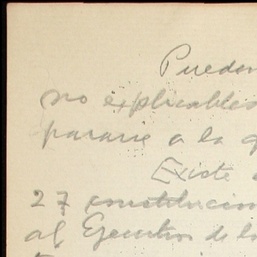 Pueden
no explicables
pararse a la q
Existe
27 constitucion
al Ejecutivo de la